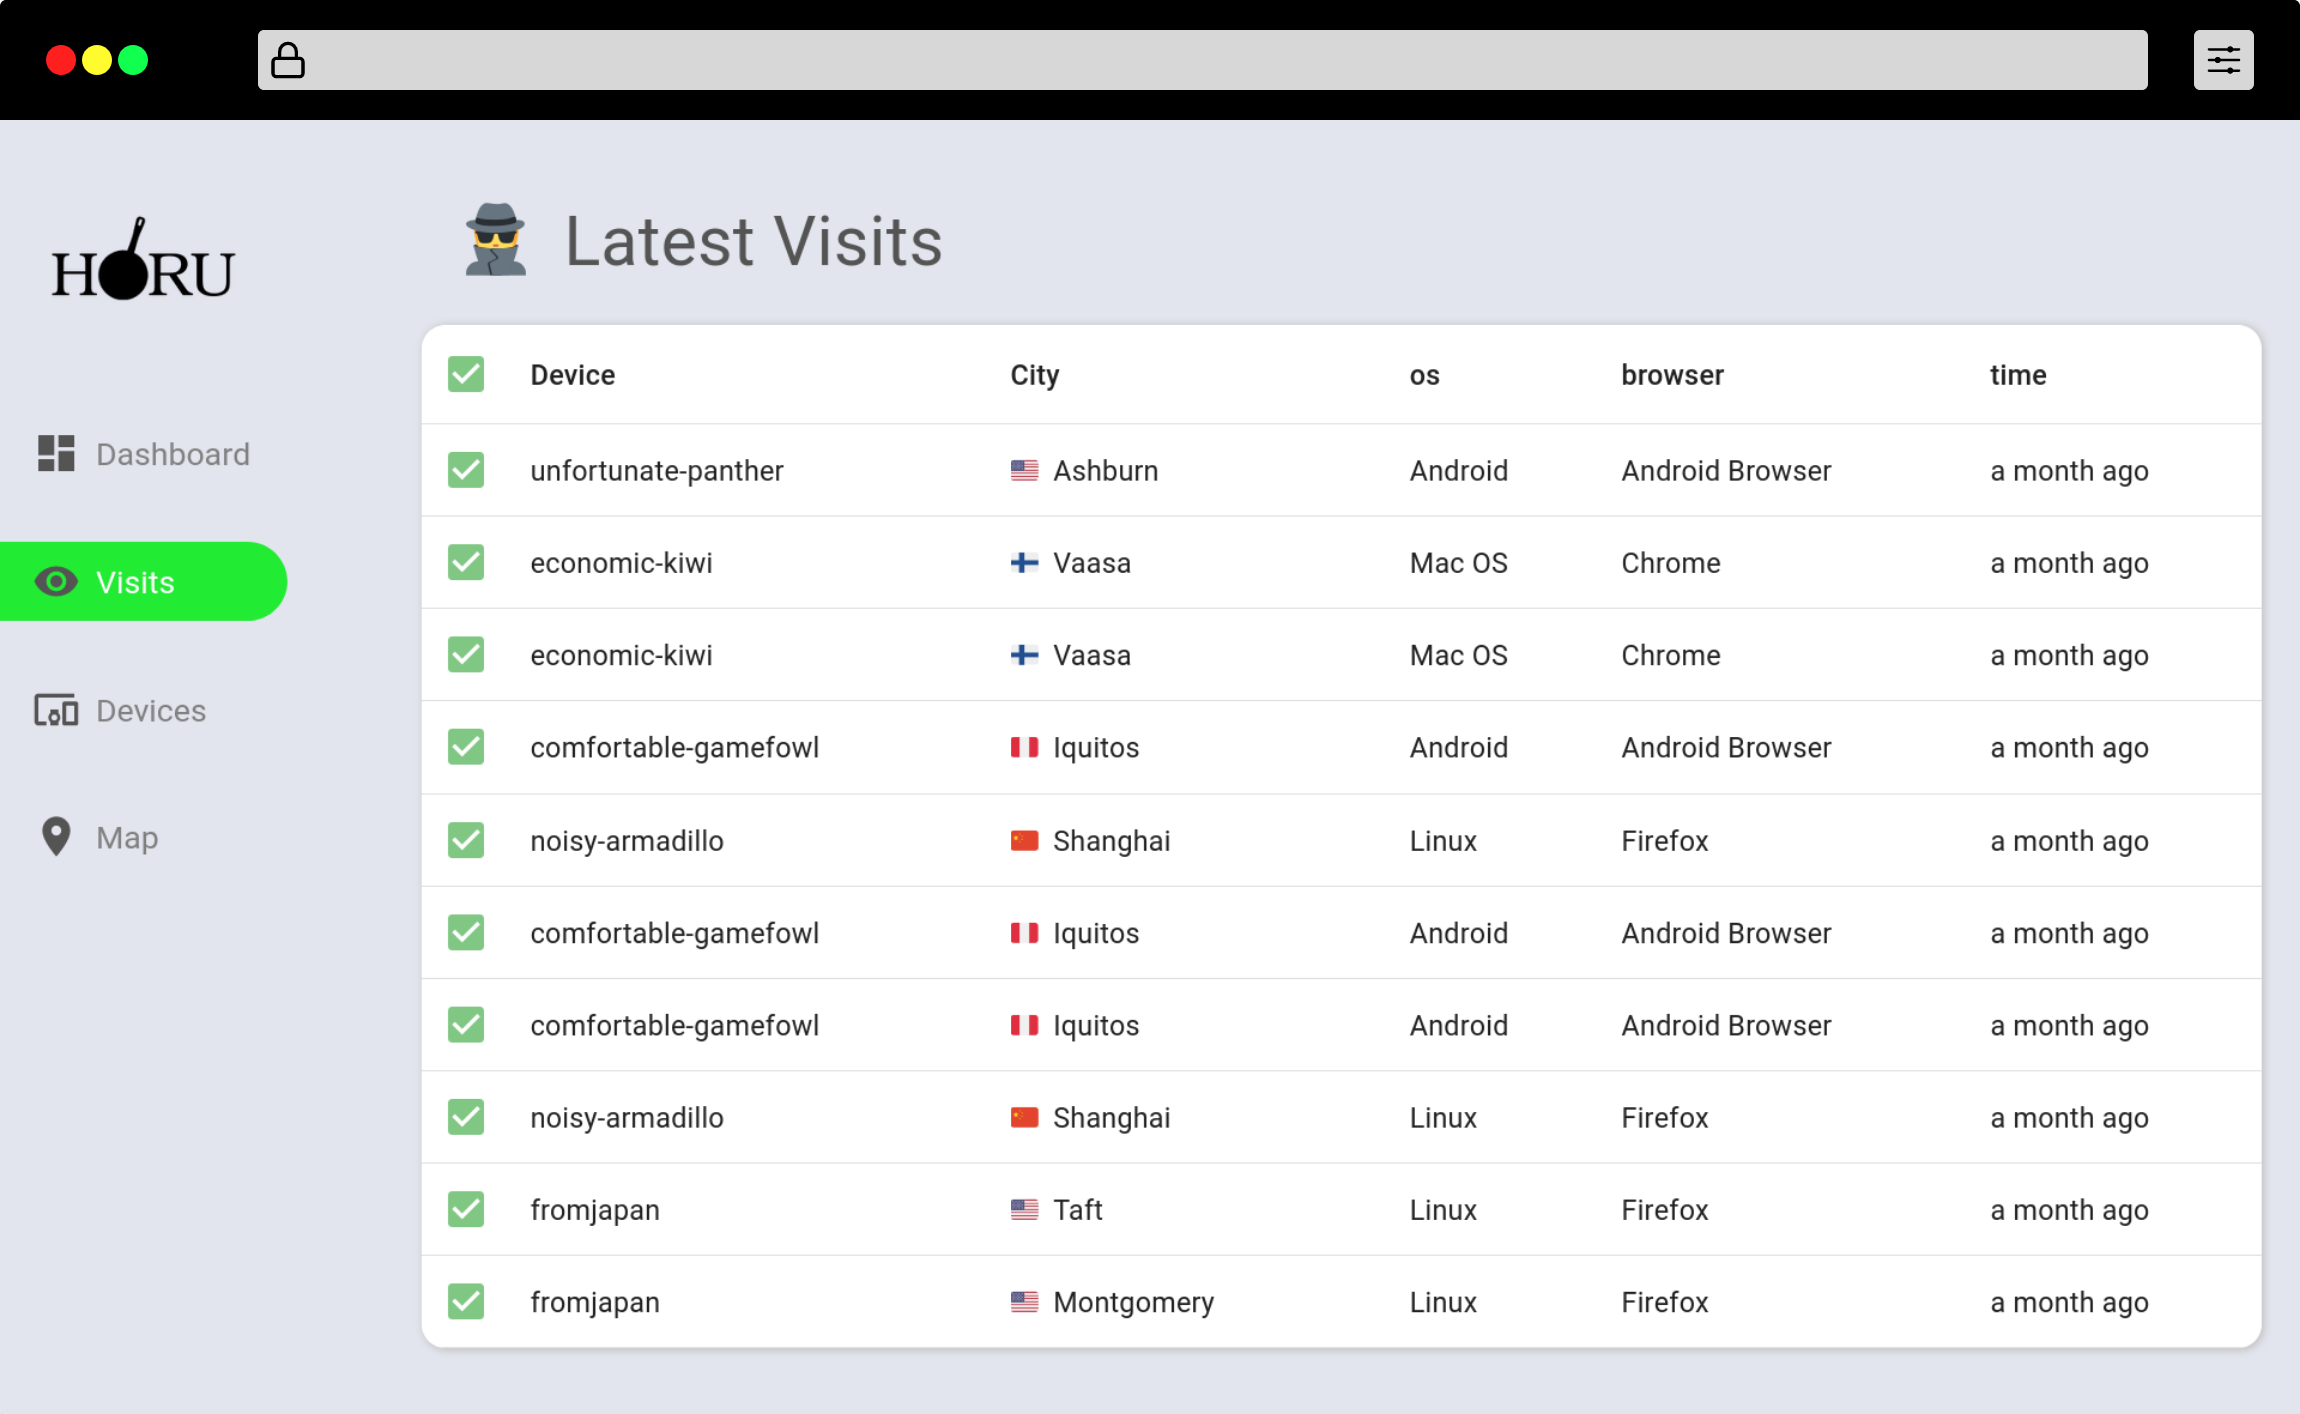 HORU
Latest Visits
Dashboard
Visits
Devices
Map
Device City os browser time
unfortunate-panther Ashburn Android Android Browser a month ago
economic-kiwi Vaasa Mac OS Chrome a month ago
economic-kiwi Vaasa Mac OS Chrome a month ago
comfortable-gamefowl Iquitos Android Android Browser a month ago
noisy-armadillo Shanghai Linux Firefox a month ago
comfortable-gamefowl Iquitos Android Android Browser a month ago
comfortable-gamefowl Iquitos Android Android Browser a month ago
noisy-armadillo Shanghai Linux Firefox a month ago
fromjapan Taft Linux Firefox a month ago
fromjapan Montgomery Linux Firefox a month ago